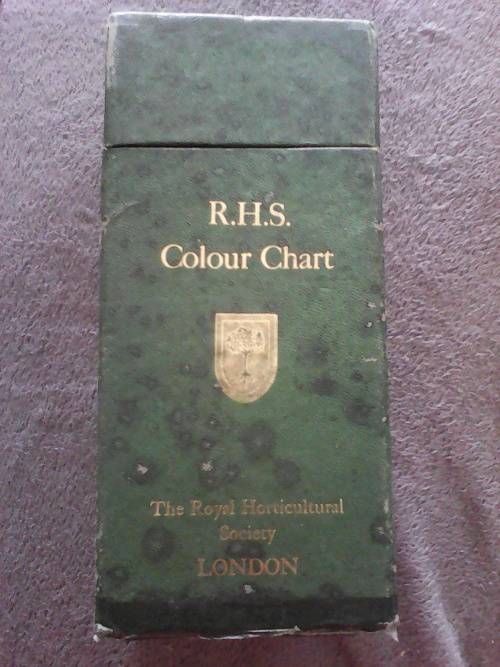 R.H.S.
Colour Chart
The Royal Horticultural
Society
LONDON